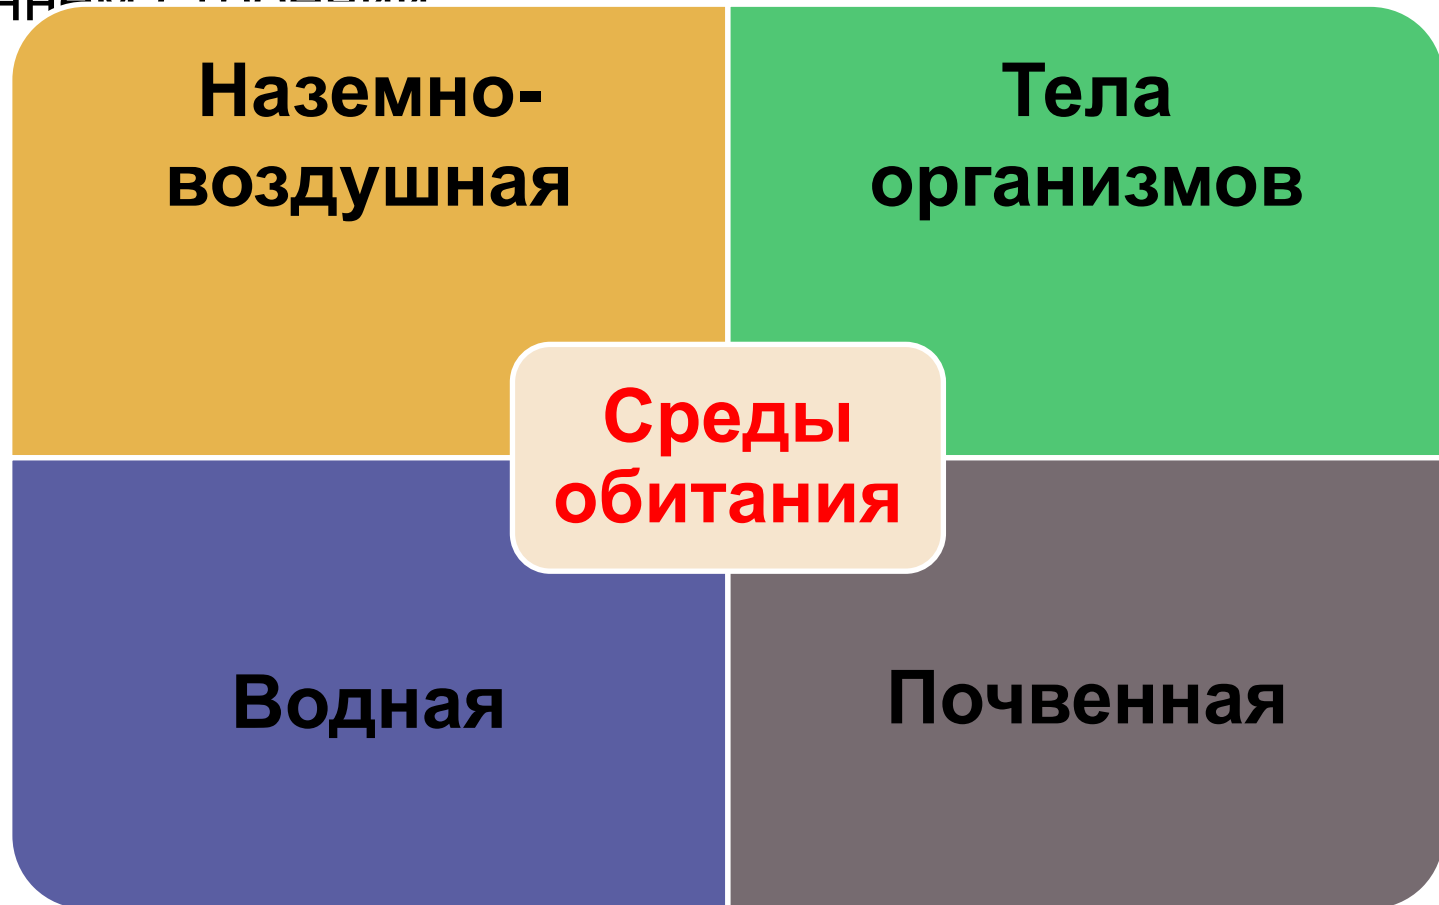 Наземно-
воздушная
Тела
организмов
Среды
обитания
Водная
Почвенная